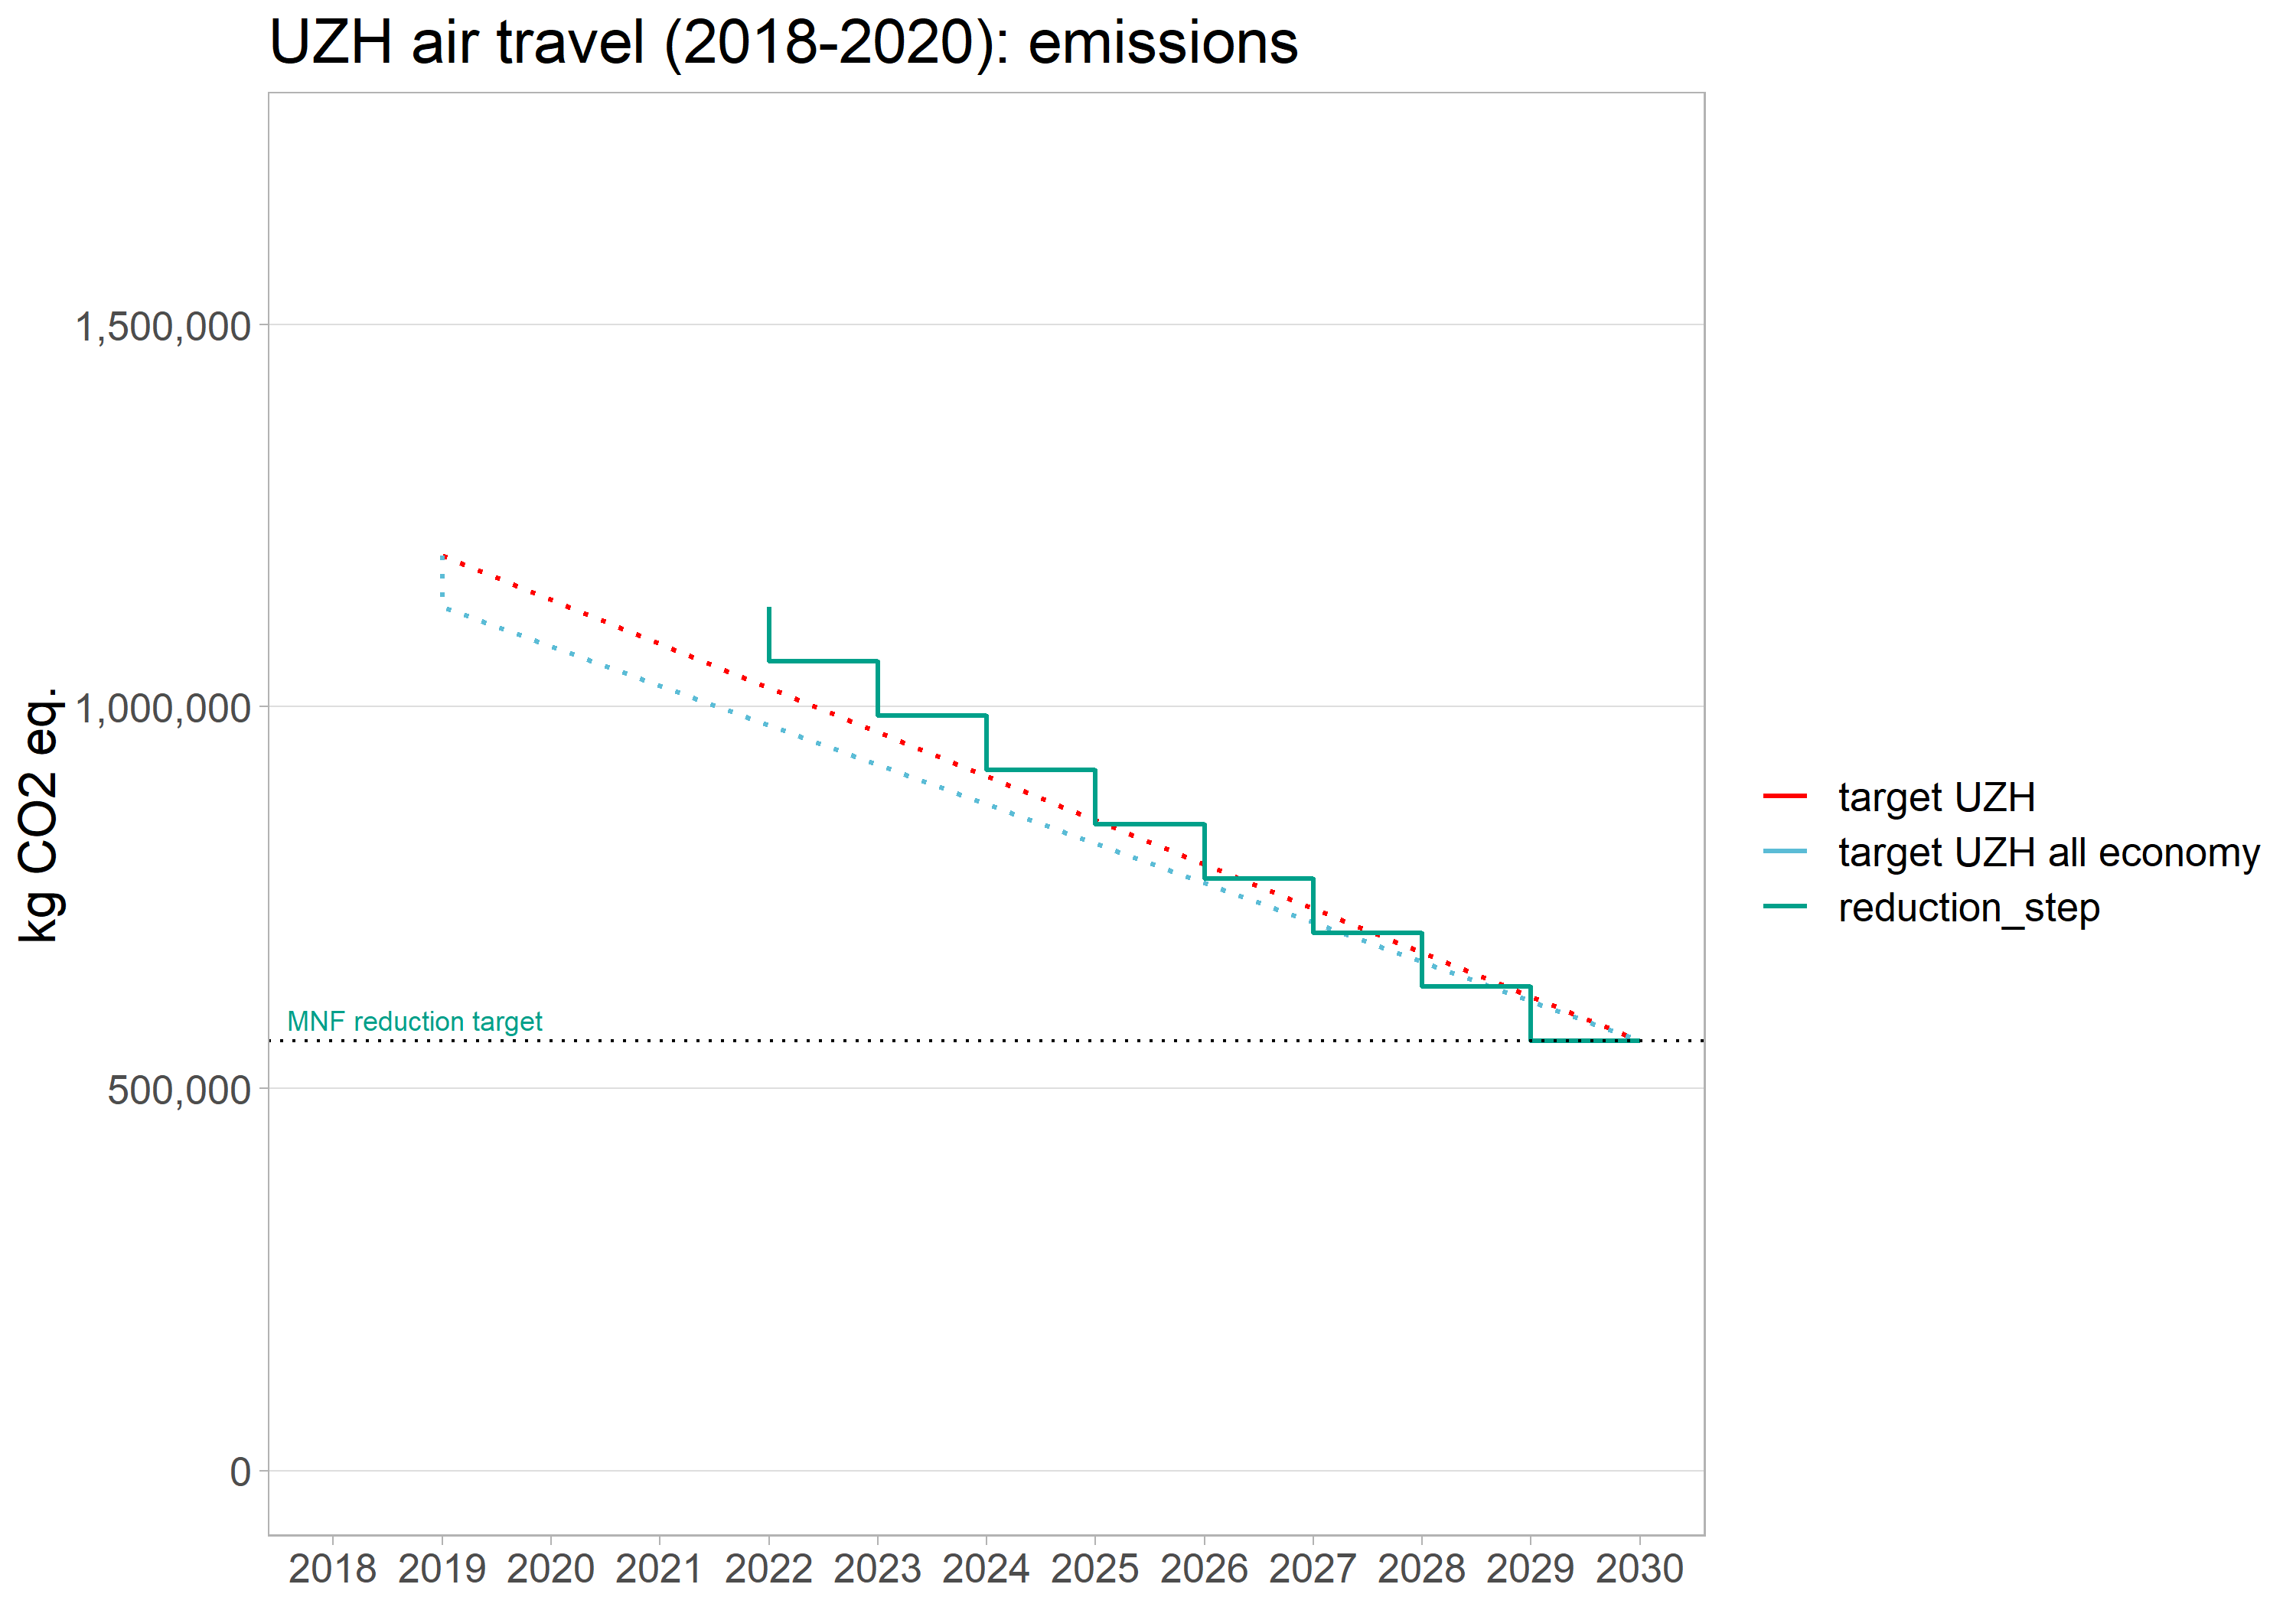 UZH air travel (2018-2020): emissions
kg CO2 eq.
1,500,000
1,000,000
500,000
0
MNF reduction target
2018 2019 2020 2021 2022 2023 2024 2025 2026 2027 2028 2029 2030
target UZH
target UZH all economy
reduction_step